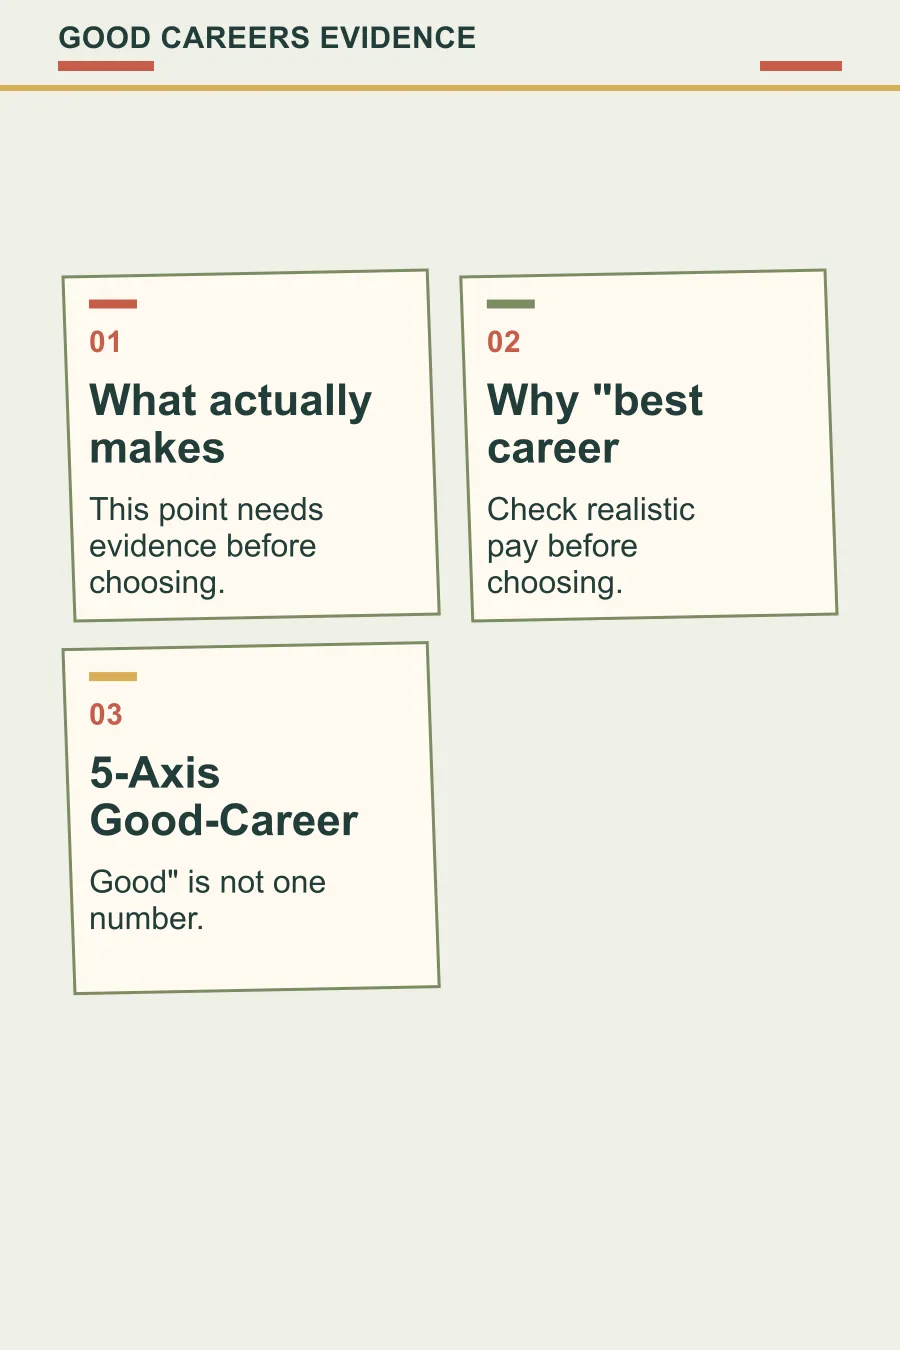 GOOD CAREERS EVIDENCE
01
What actually
makes
This point needs
evidence before
choosing.
02
Why "best
career
Check realistic
pay before
choosing.
03
5-Axis
Good-Career
Good" is not one
number.